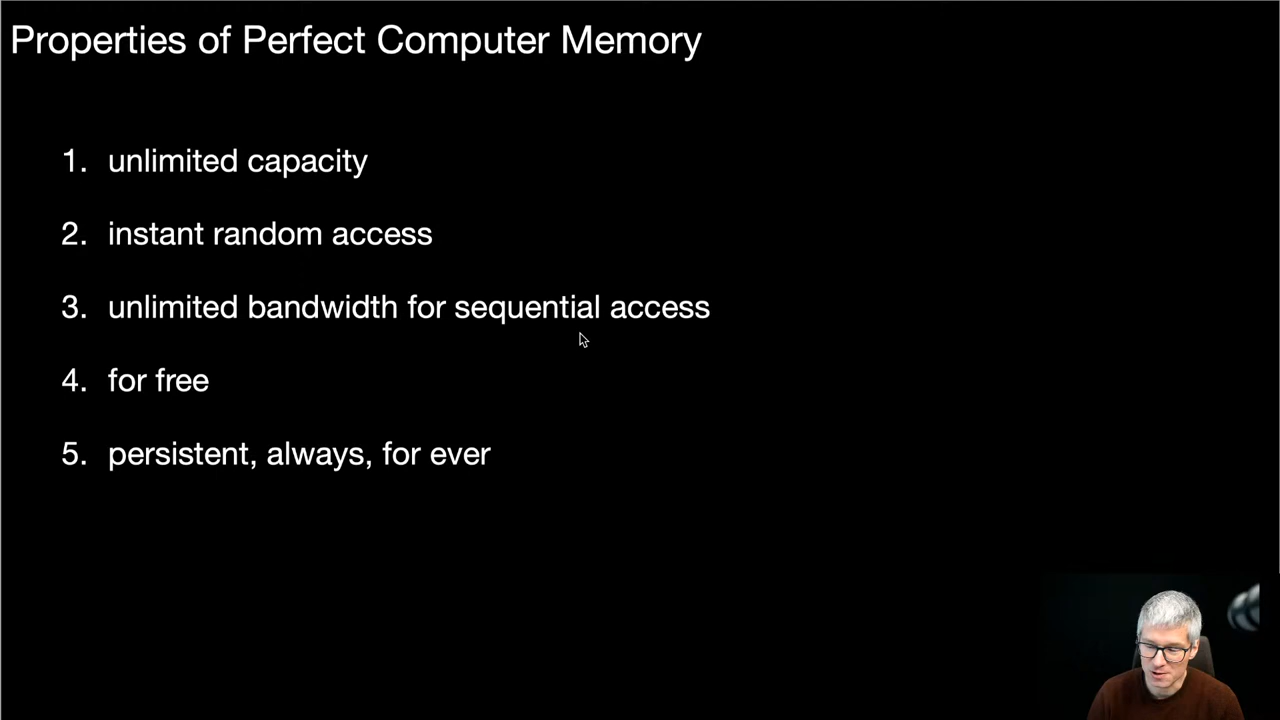 Properties of Perfect Computer Memory
1. unlimited capacity
2. instant random access
3. unlimited bandwidth for sequential access
4. for free
5. persistent, always, for ever